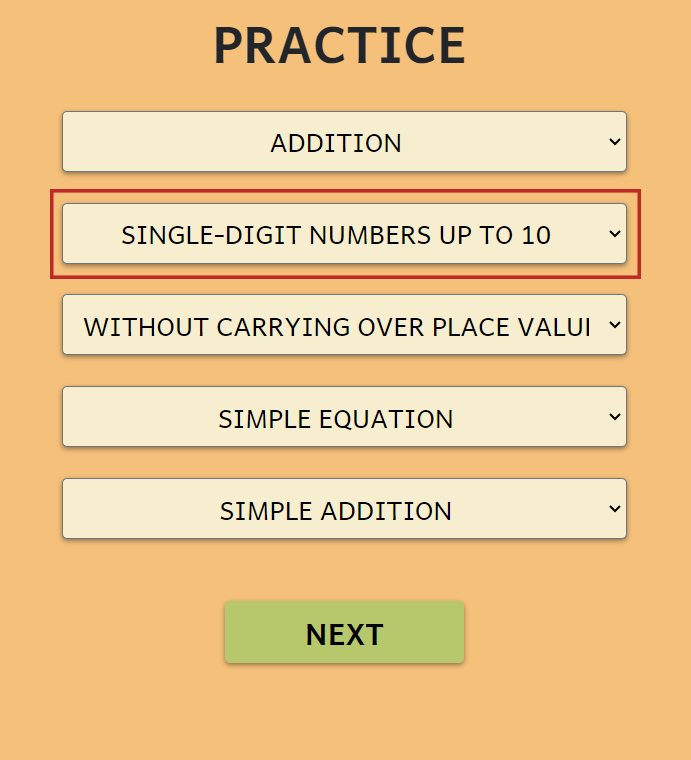 PRACTICE
ADDITION
SINGLE-DIGIT NUMBERS UP TO 10
WITHOUT CARRYING OVER PLACE
SIMPLE EQUATION
SIMPLE ADDITION
NEXT